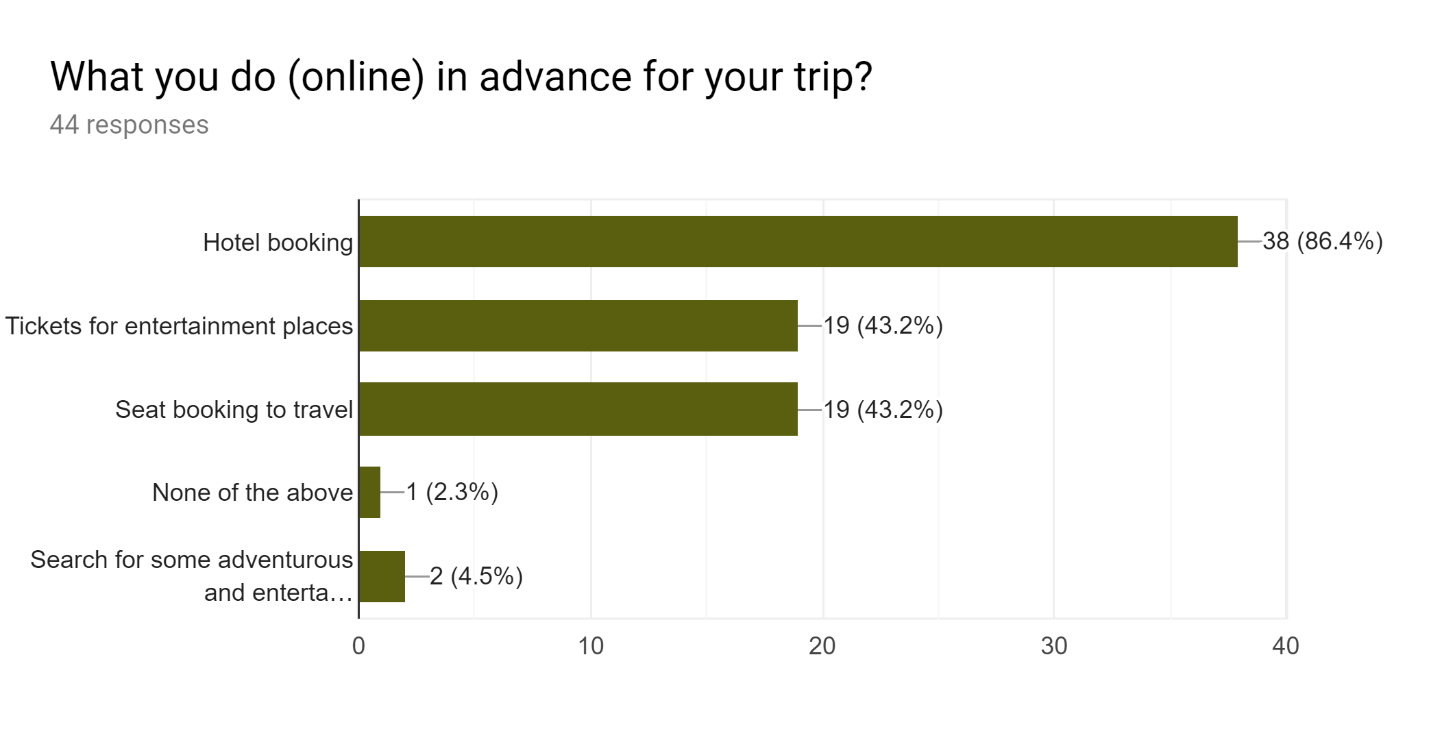 What you do (online) in advance for your trip?
44 responses
Hotel booking
38 (86.4%)
Tickets for entertainment places
19 (43.2%)
Seat booking to travel
19 (43.2%)
None of the above
1 (2.3%)
Search for some adventurous
and enterta…
2 (4.5%)
0
10
20
30
40